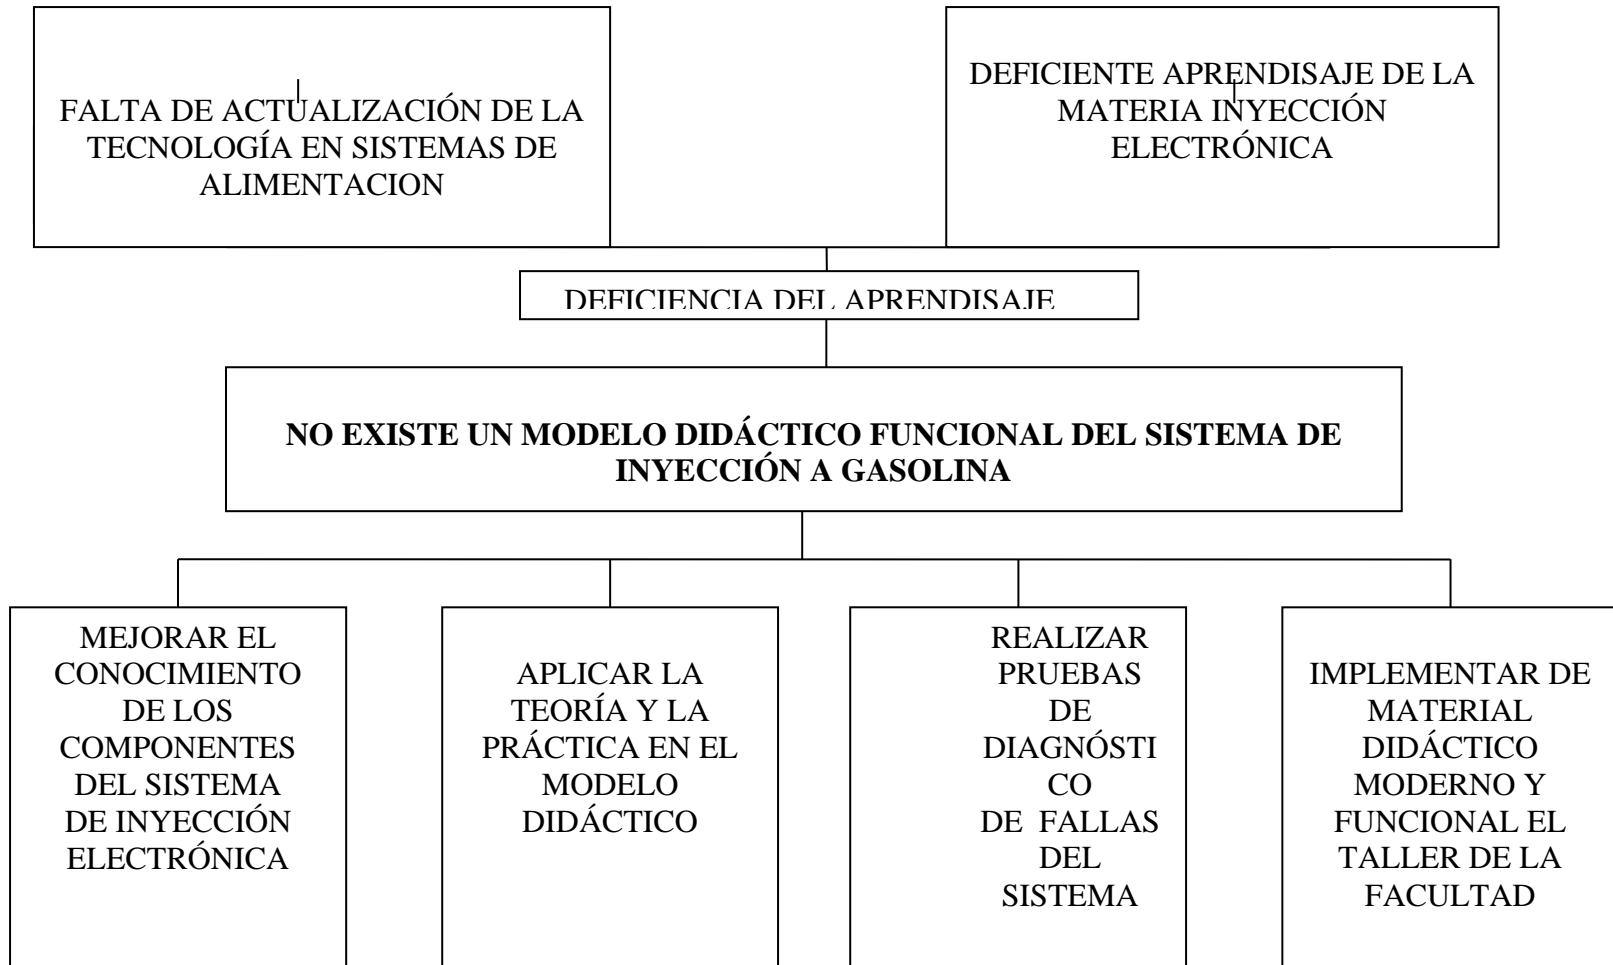 FALTA DE ACTUALIZACIÓN DE LA
TECNOLOGÍA EN SISTEMAS DE
ALIMENTACION
DEFICIENTE APRENDISAJE DE LA
MATERIA INYECCIÓN
ELECTRÓNICA
DEFICIENCIA DEL APRENDISAJE
NO EXISTE UN MODELO DIDÁCTICO FUNCIONAL DEL SISTEMA DE
INYECCIÓN A GASOLINA
MEJORAR EL
CONOCIMIENTO
DE LOS
COMPONENTES
DEL SISTEMA
DE INYECCIÓN
ELECTRÓNICA
APLICAR LA
TEORÍA Y LA
PRÁCTICA EN EL
MODELO
DIDÁCTICO
REALIZAR
PRUEBAS
DE
DIAGNÓSTI
CO
DE  FALLAS
DEL
SISTEMA
IMPLEMENTAR DE
MATERIAL
DIDÁCTICO
MODERNO Y
FUNCIONAL EL
TALLER DE LA
FACULTAD